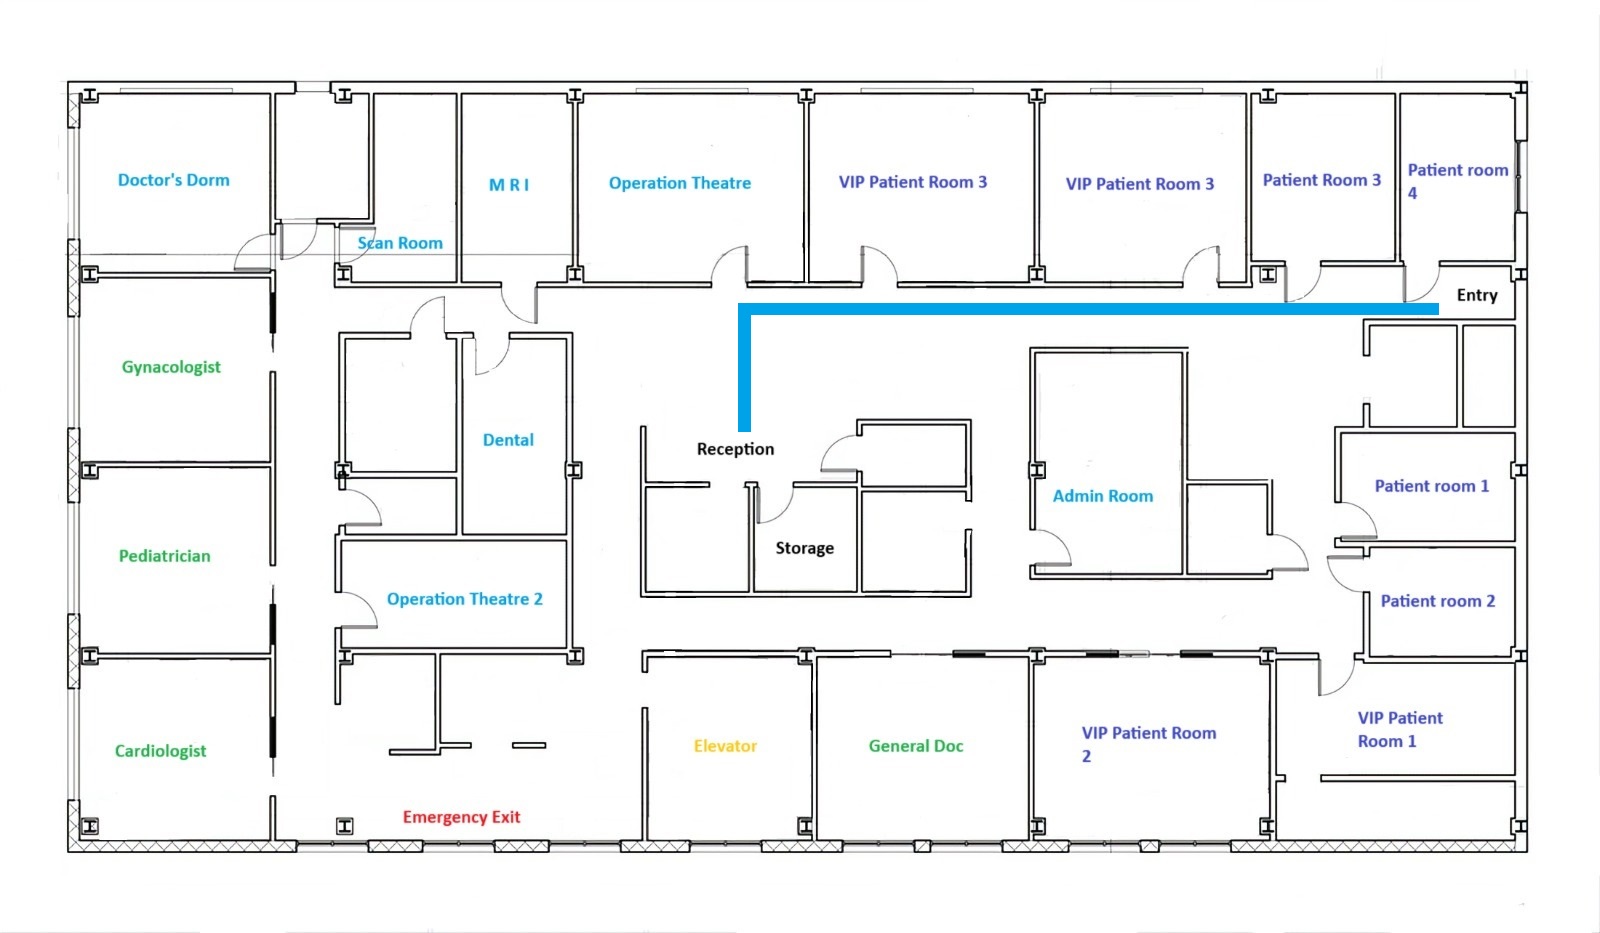 Doctor's Dorm
Scan Room
M R I
Operation Theatre
VIP Patient Room 3
VIP Patient Room 3
Patient Room 3
Patient room
4
Entry
Gynacologist
Dental
Reception
Admin Room
Patient room 1
Pediatrician
Storage
Operation Theatre 2
Patient room 2
Cardiologist
Elevator
General Doc
VIP Patient Room
2
VIP Patient
Room 1
Emergency Exit